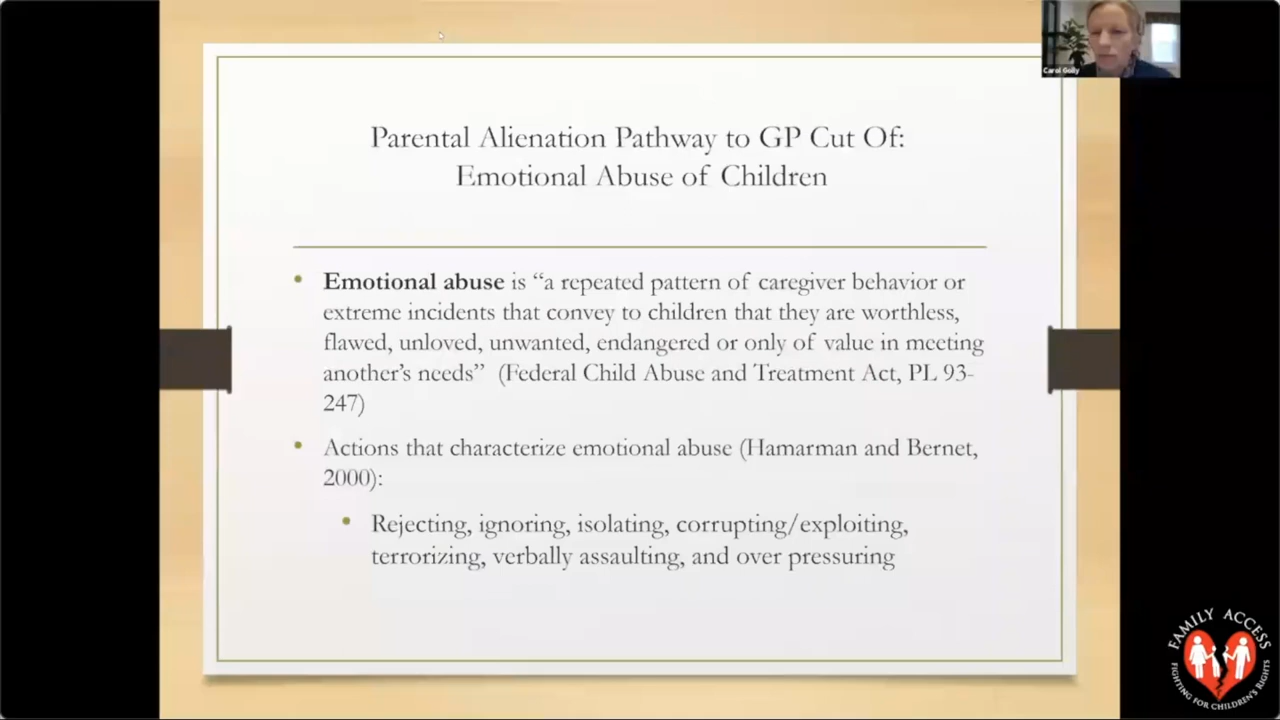 Carol Golly
Parental Alienation Pathway to GP Cut Of:
Emotional Abuse of Children
• Emotional abuse is “a repeated pattern of caregiver behavior or
extreme incidents that convey to children that they are worthless,
flawed, unloved, unwanted, endangered or only of value in meeting
another’s needs” (Federal Child Abuse and Treatment Act, PL 93-
247)
• Actions that characterize emotional abuse (Hamarman and Bernet,
2000):
• Rejecting, ignoring, isolating, corrupting/exploiting,
terrorizing, verbally assaulting, and over pressuring
FAMILY ACCESS
FIGHTING FOR CHILDREN'S RIGHTS